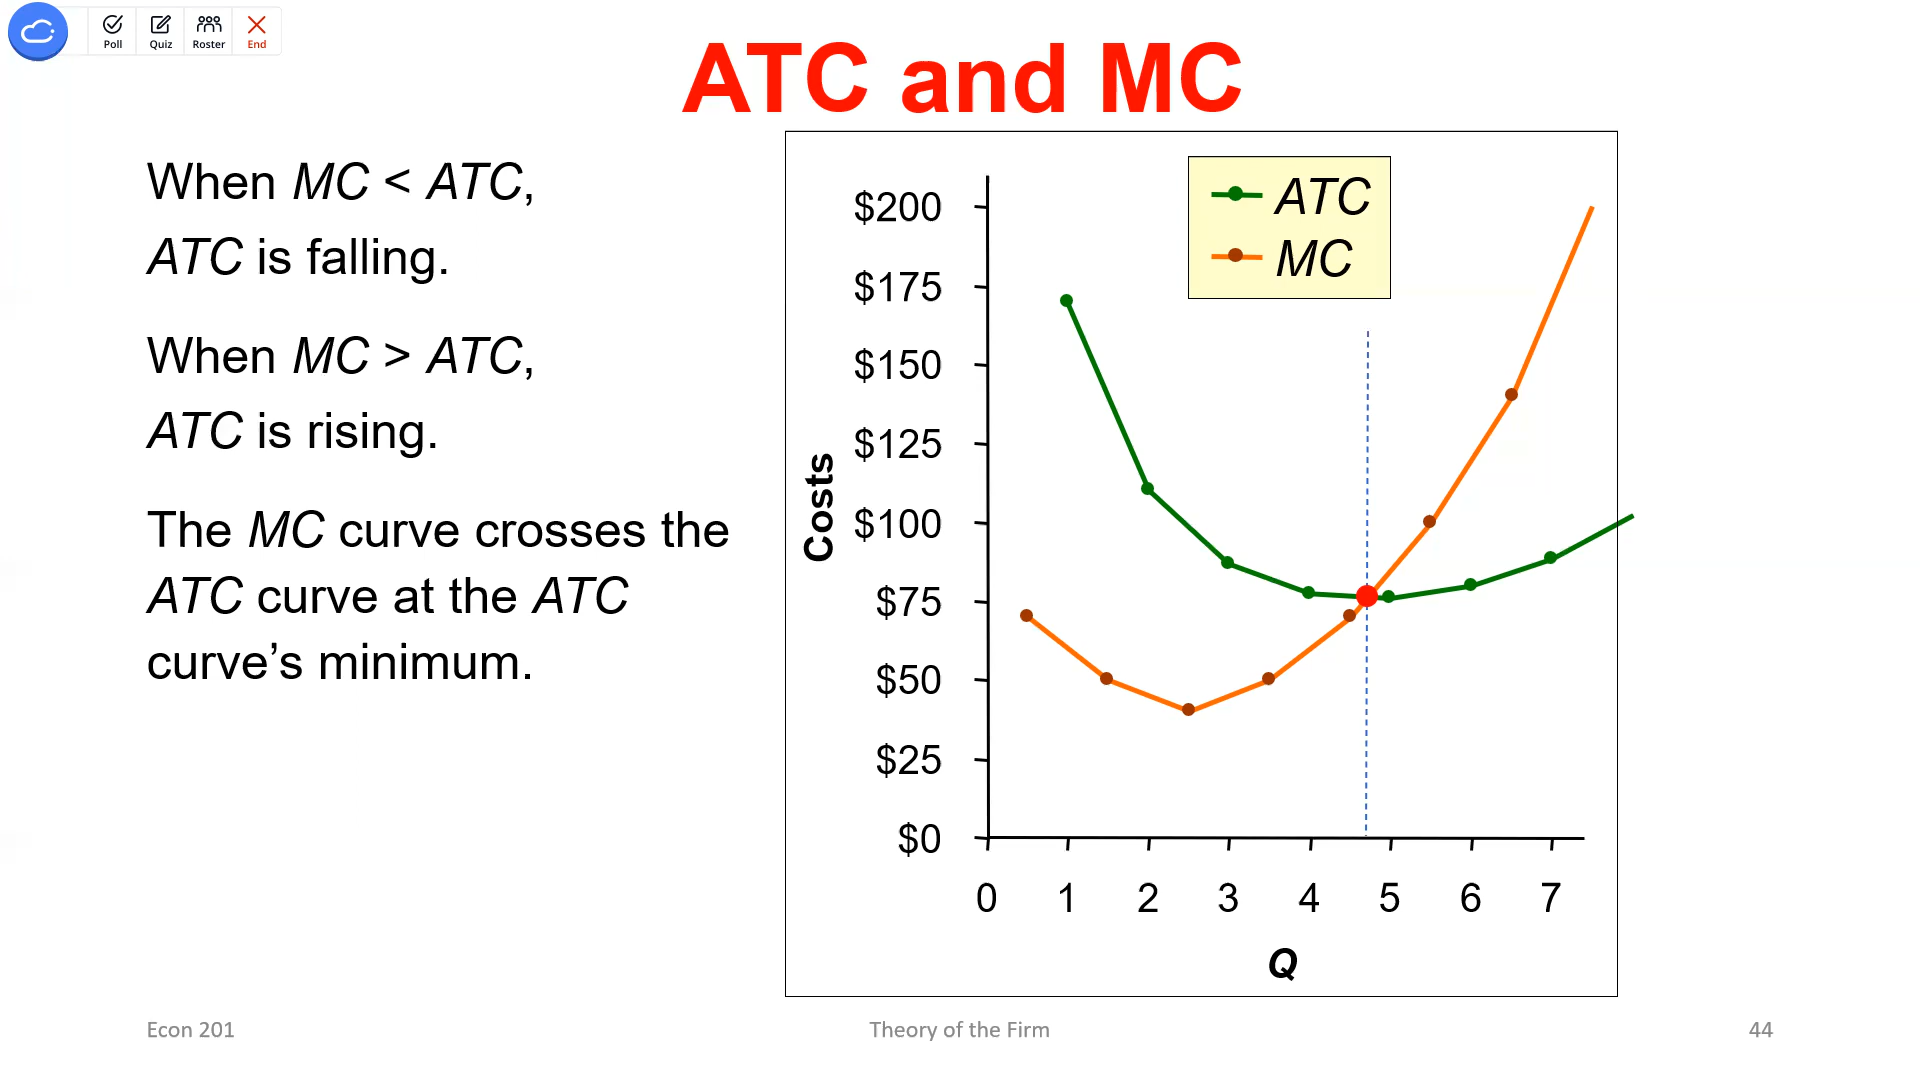 Poll
Quiz
Roster
End
ATC and MC
When MC < ATC,
ATC is falling.
When MC > ATC,
ATC is rising.
The MC curve crosses the
ATC curve at the ATC
curve’s minimum.
ATC
MC
Costs
$200
$175
$150
$125
$100
$75
$50
$25
$0
0 1 2 3 4 5 6 7
Q
Econ 201
Theory of the Firm
44